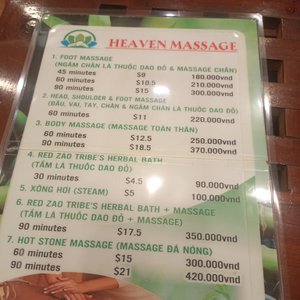 HEAVEN MASSAGE
1. FOOT MASSAGE
(NGÂM CHÂN LÁ THUỐC DAO ĐỎ & MASSAGE CHÂN)
45 minutes $9 180.000vnd
60 minutes $10.5 210.000vnd
90 minutes $15 300.000vnd
2. HEAD, SHOULDER & FOOT MASSAGE
(ĐẦU, VAI, TAY, CHÂN & NGÂM CHÂN LÁ THUỐC DAO ĐỎ)
60 minutes $11 220.000vnd
3. BODY MASSAGE (MASSAGE TOÀN THÂN)
60 minutes $12.5 250.000vnd
90 minutes $18.5 370.000vnd
4. RED ZAO TRIBE'S HERBAL BATH
(TẮM LÁ THUỐC DAO ĐỎ)
30 minutes $4.5 90.000vnd
5. XÔNG HƠI (STEAM) $5 100.000vnd
6. RED ZAO TRIBE'S HERBAL BATH + MASSAGE
(TẮM LÁ THUỐC DAO ĐỎ + MASSAGE)
90 minutes $17.5 350.000vnd
7. HOT STONE MASSAGE (MASSAGE ĐÁ NÓNG)
60 minutes $15 300.000vnd
90 minutes $21 420.000vnd